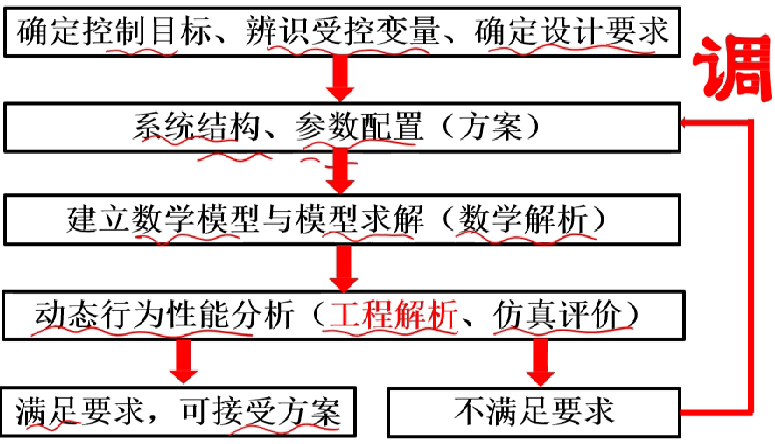 确定控制目标、辨识受控变量、确定设计要求
调
系统结构、参数配置（方案）
建立数学模型与模型求解（数学解析）
动态行为性能分析（工程解析、仿真评价）
满足要求，可接受方案
不满足要求